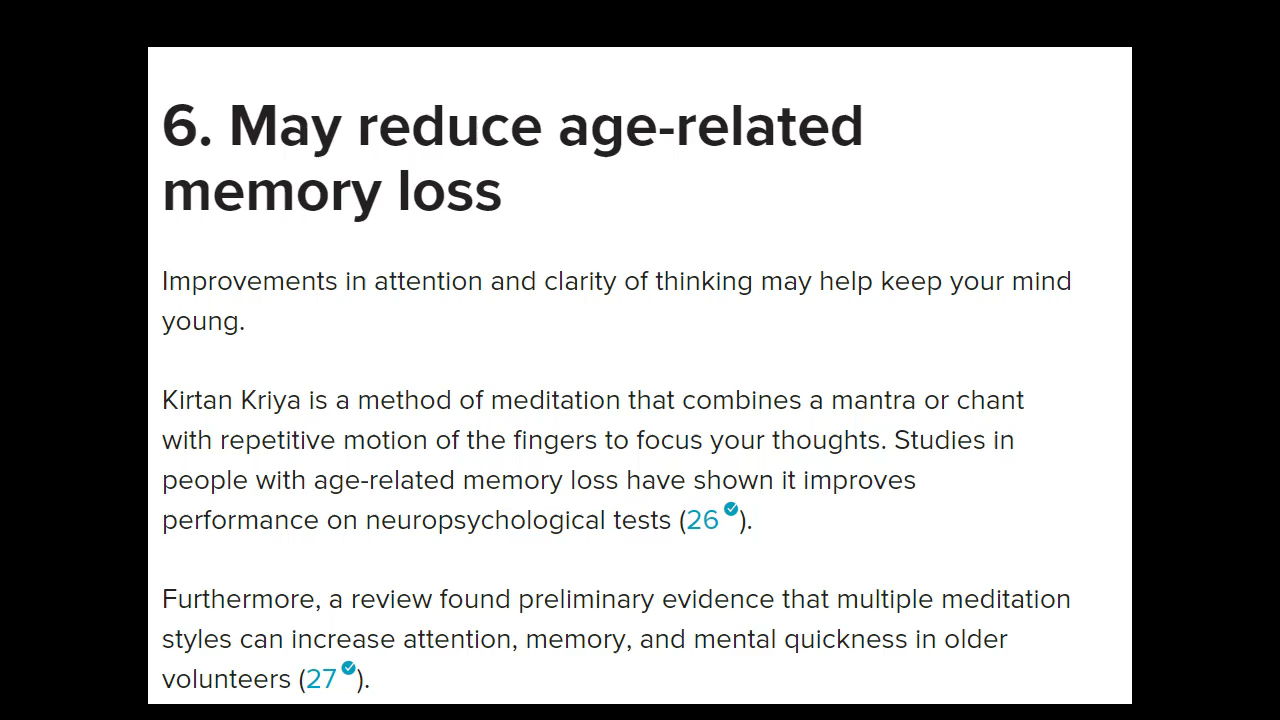 6. May reduce age-related
memory loss
Improvements in attention and clarity of thinking may help keep your mind
young.
Kirtan Kriya is a method of meditation that combines a mantra or chant
with repetitive motion of the fingers to focus your thoughts. Studies in
people with age-related memory loss have shown it improves
performance on neuropsychological tests (26).
Furthermore, a review found preliminary evidence that multiple meditation
styles can increase attention, memory, and mental quickness in older
volunteers (27).